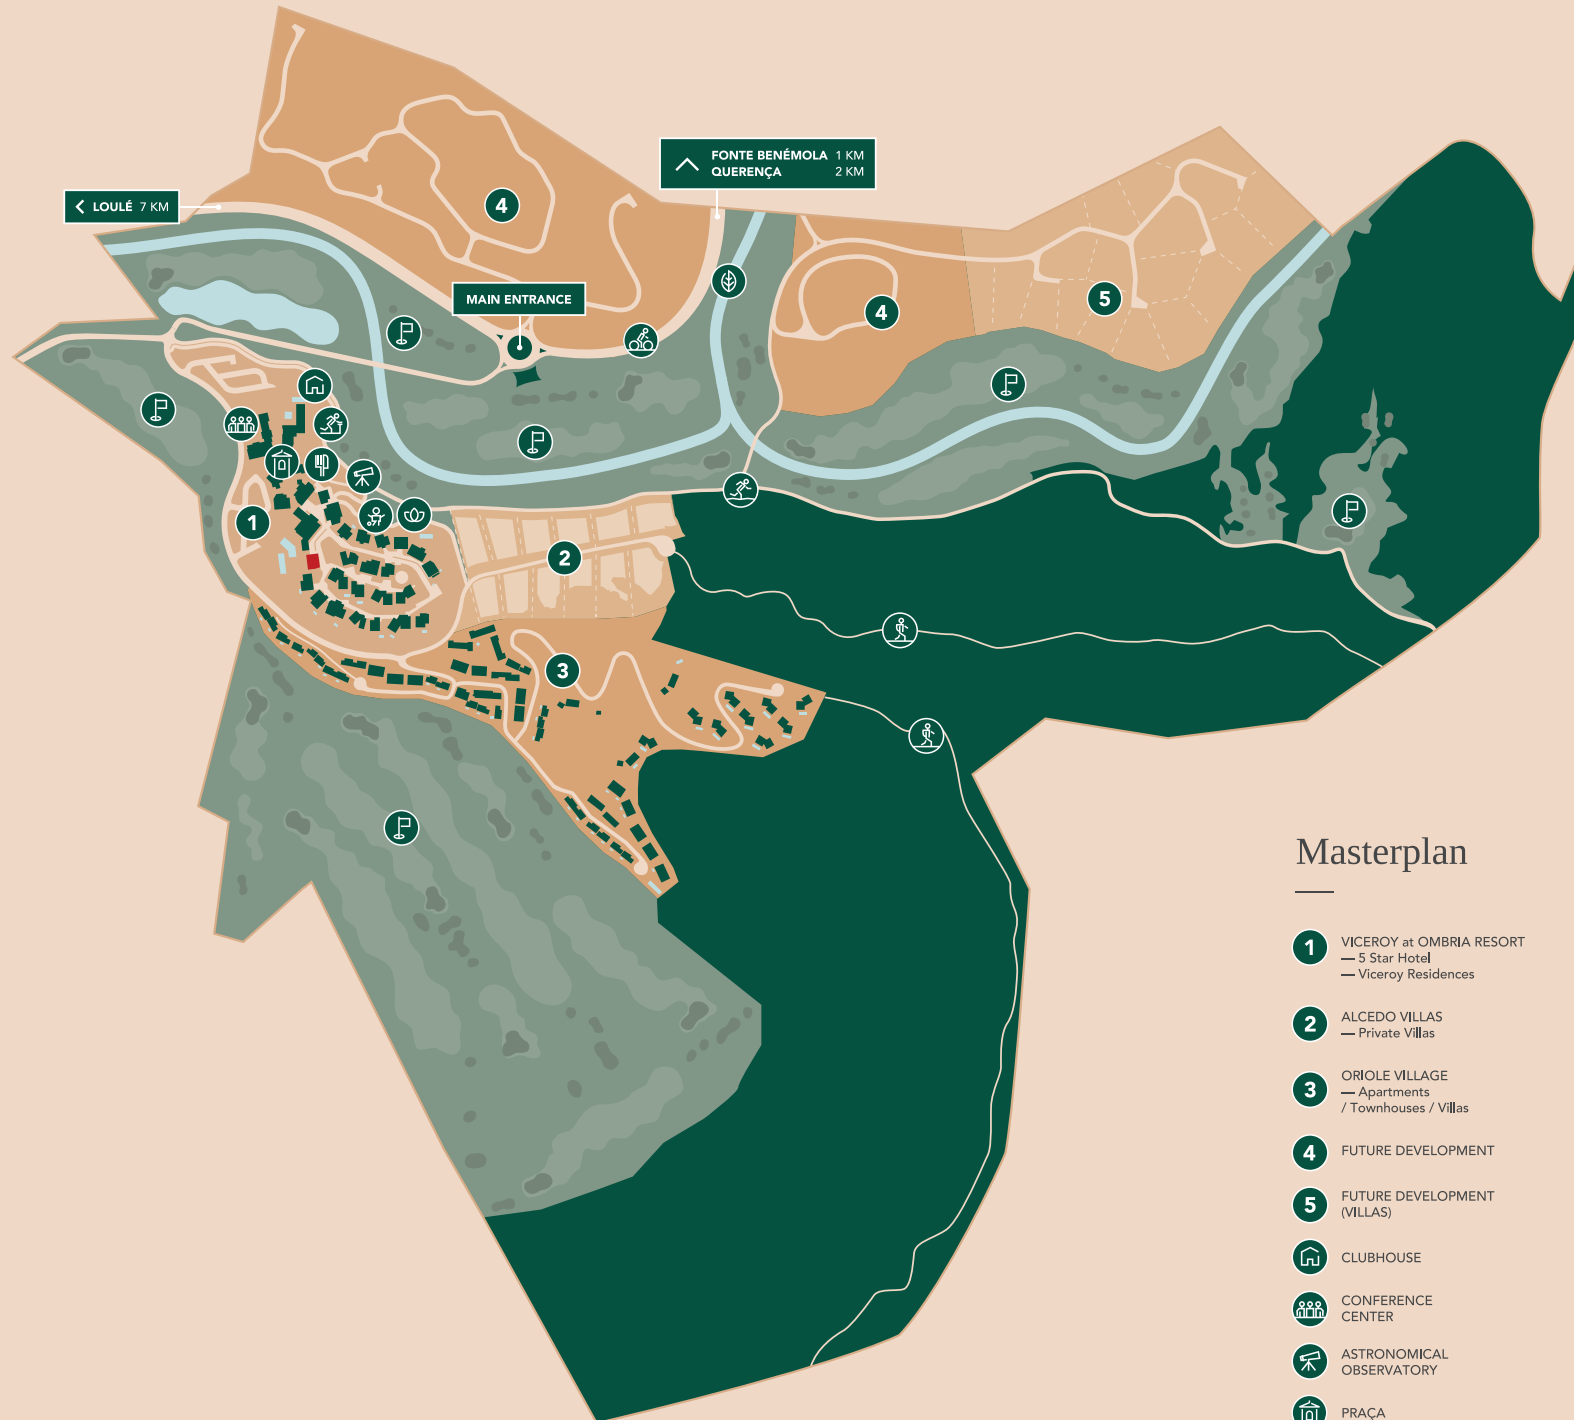 FONTE BENÉMOLA 1 KM
QUERENÇA 2 KM
LOULÉ 7 KM
4
MAIN ENTRANCE
4
5
1
2
3
Masterplan
1 VICEROY at OMBRIA RESORT
— 5 Star Hotel
— Viceroy Residences
2 ALCEDO VILLAS
— Private Villas
3 ORIOLE VILLAGE
— Apartments
/ Townhouses / Villas
4 FUTURE DEVELOPMENT
5 FUTURE DEVELOPMENT
(VILLAS)
CLUBHOUSE
CONFERENCE
CENTER
ASTRONOMICAL
OBSERVATORY
PRAÇA